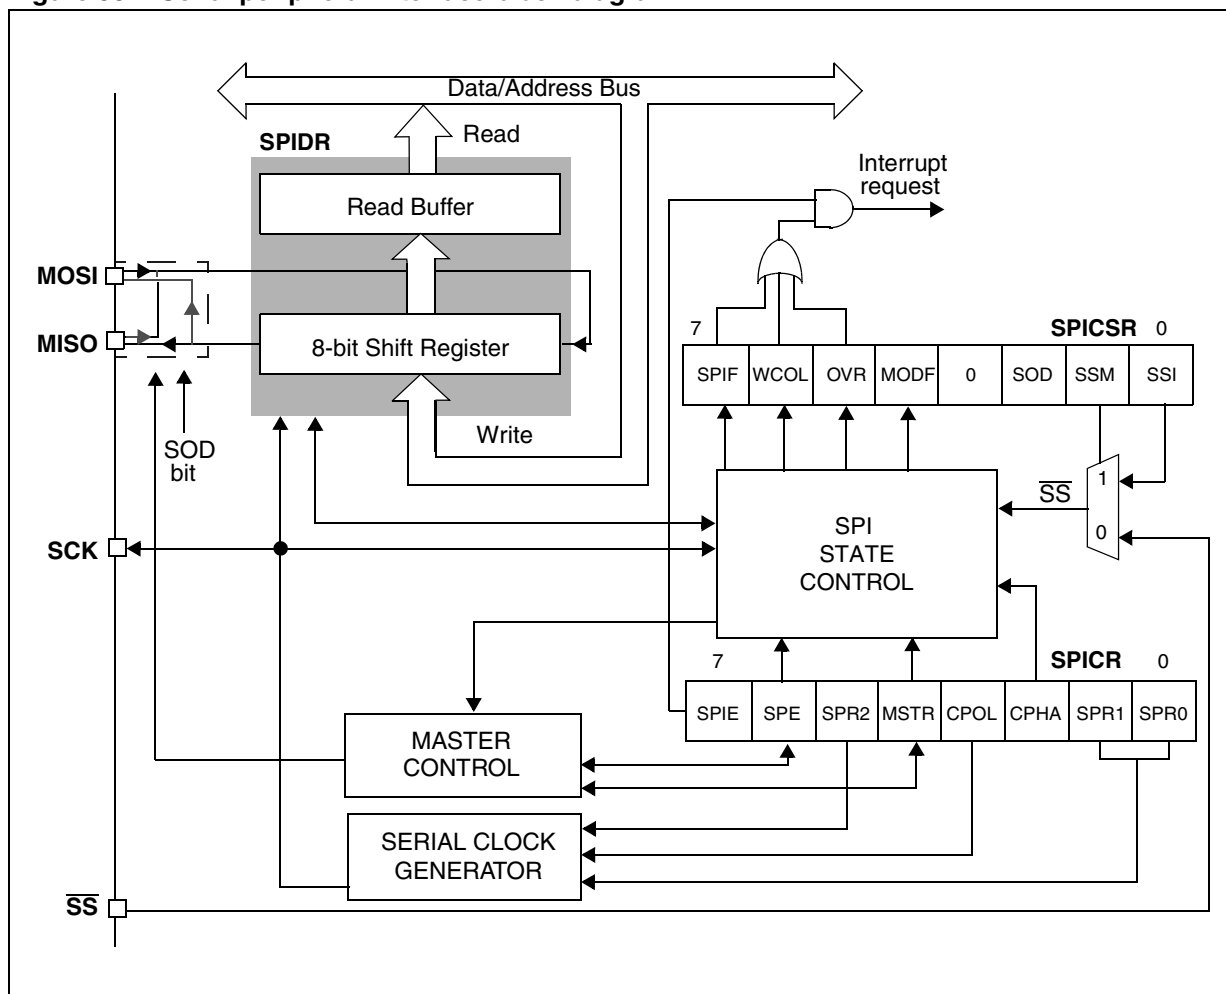 Data/Address Bus
SPIDR
Read
Interrupt
request
Read Buffer
MOSI
MISO
8-bit Shift Register
7
SPICSR
0
SPIF
WCOL
OVR
MODF
0
SOD
SSM
SSI
Write
SOD
bit
1
0
SS
SCK
SPI
STATE
CONTROL
7
SPICR
0
SPIE
SPE
SPR2
MSTR
CPOL
CPHA
SPR1
SPR0
MASTER
CONTROL
SERIAL CLOCK
GENERATOR
SS